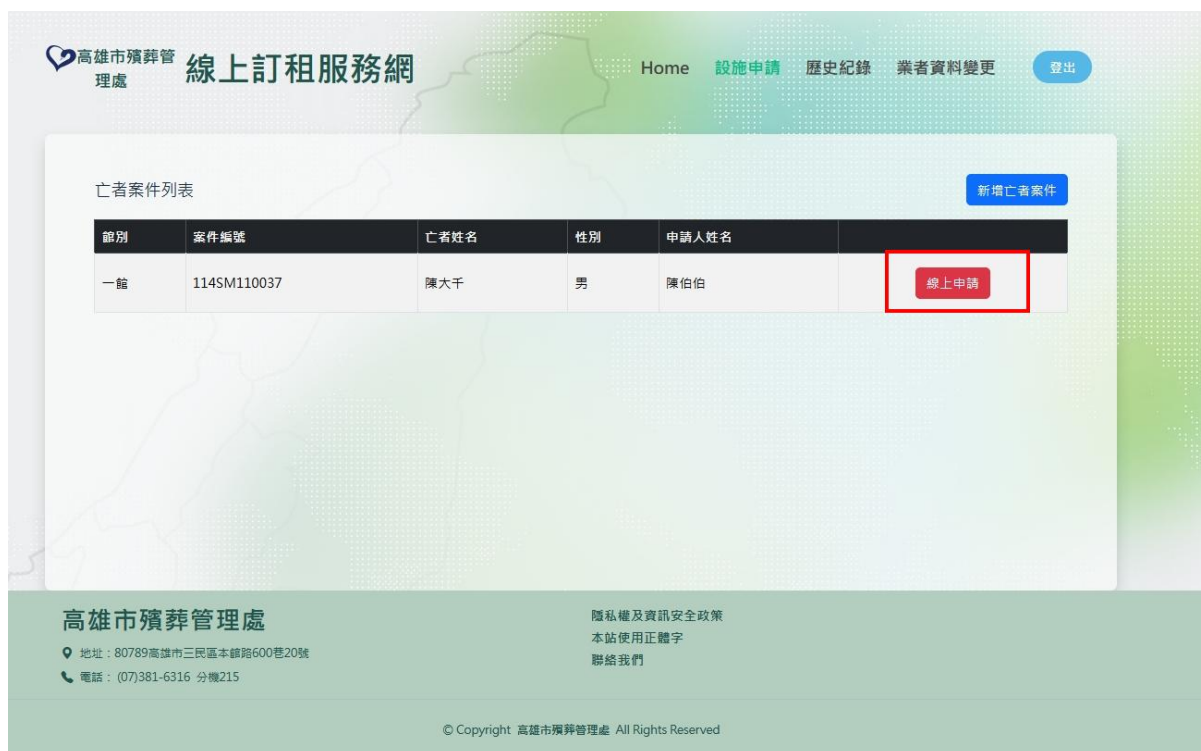 高雄市殯葬管
理處
線上訂租服務網
Home 設施申請 歷史紀錄 業者資料變更 登出
亡者案件列表
新增亡者案件
館別 案件編號 亡者姓名 性別 申請人姓名
一館 114SM110037 陳大千 男 陳伯伯 線上申請
高雄市殯葬管理處
地址：80789高雄市三民區本館路600巷20號
電話： (07)381-6316 分機215
隱私權及資訊安全政策
本站使用正體字
聯絡我們
© Copyright 高雄市殯葬管理處 All Rights Reserved